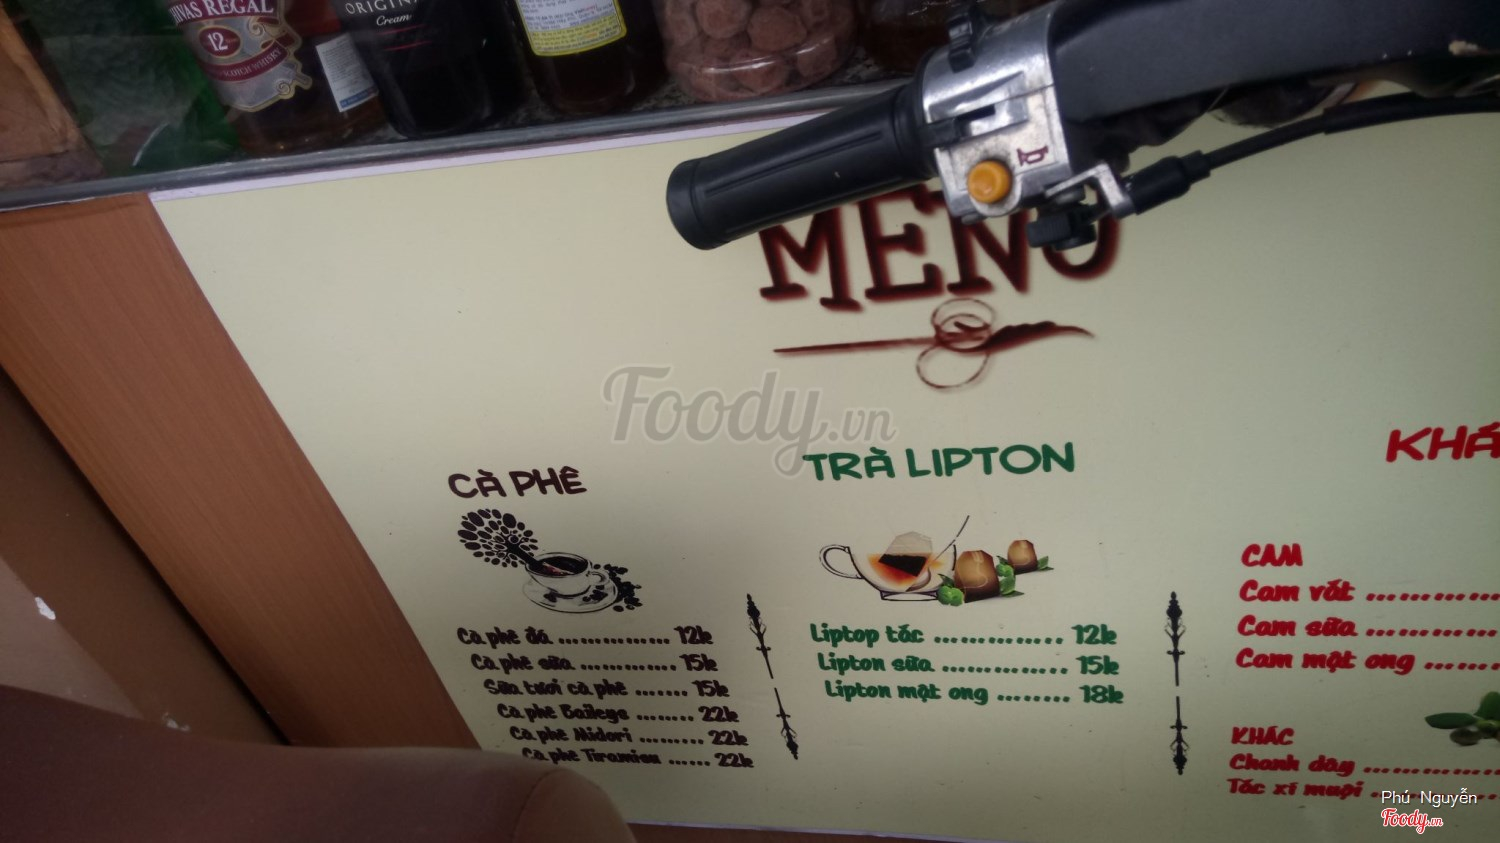 CHIVAS REGAL
12
SCOTCH WHISKY
ORIGINAL
Cream
MENU
Foody.vn
CÀ PHÊ
Cà phê đá ............... 12k
Cà phê sữa ............. 15k
Sữa tươi cà phê ....... 15k
Cà phê Baileys ........ 22k
Cà phê Midori ......... 22k
Cà phê Tiramisu ...... 22k
TRÀ LIPTON
Liptop tắc .............. 12k
Lipton sữa .............. 15k
Lipton mật ong ........ 18k
KHÁ
CAM
Cam vắt ...............
Cam sữa ...............
Cam mật ong ........
KHÁC
Chanh dây ...............
Tắc xí muội
Phú Nguyễn
Foody.vn